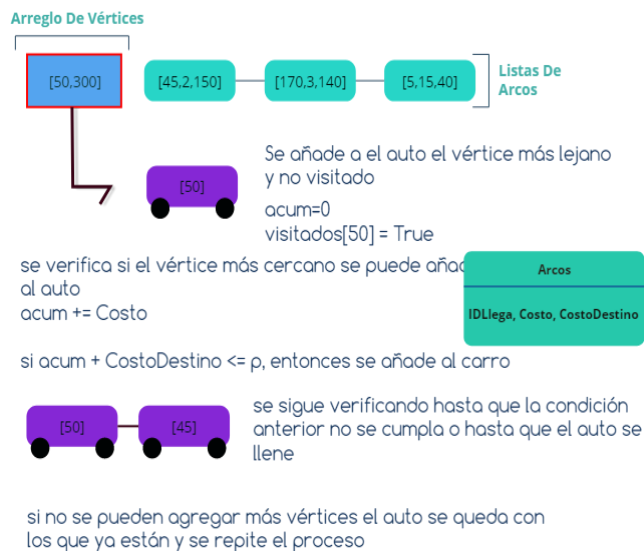 Arreglo De Vértices
[50,300]
[45,2,150]
[170,3,140]
[5,15,40]
Listas De
Arcos
Se añade a el auto el vértice más lejano
y no visitado
[50]
acum=0
visitados[50] = True
se verifica si el vértice más cercano se puede añad
al auto
acum += Costo
Arcos
IDLlega, Costo, CostoDestino
si acum + CostoDestino <= ρ, entonces se añade al carro
[50]
[45]
se sigue verificando hasta que la condición
anterior no se cumpla o hasta que el auto se
llene
si no se pueden agregar más vértices el auto se queda con
los que ya están y se repite el proceso